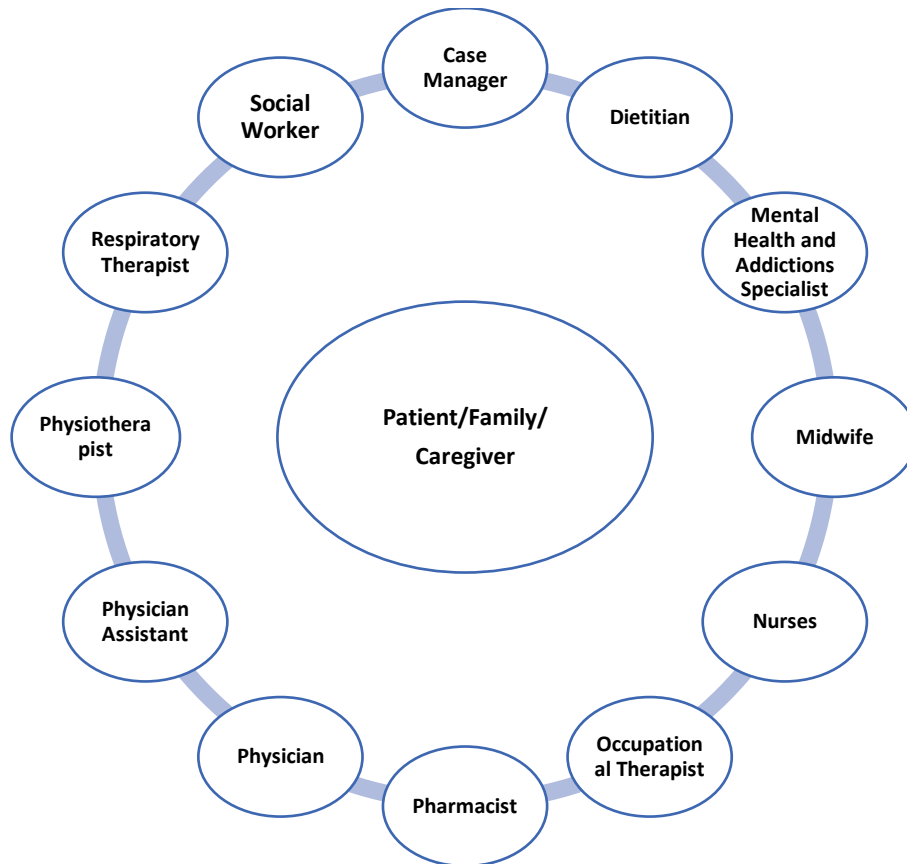 Case
Manager
Dietitian
Mental
Health and
Addictions
Specialist
Midwife
Nurses
Occupation
al Therapist
Pharmacist
Physician
Physician
Assistant
Physiothera
pist
Respiratory
Therapist
Social
Worker
Patient/Family/
Caregiver